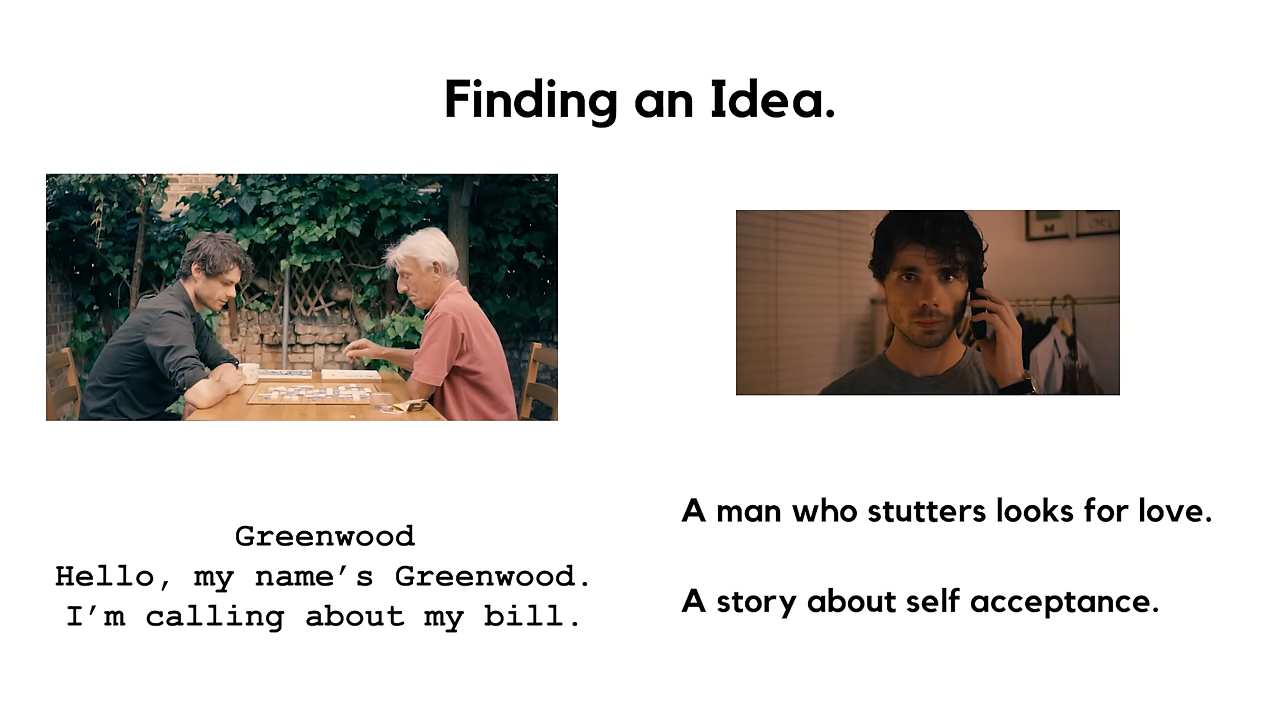 Finding an Idea.
Greenwood
Hello, my name’s Greenwood.
I’m calling about my bill.
A man who stutters looks for love.
A story about self acceptance.